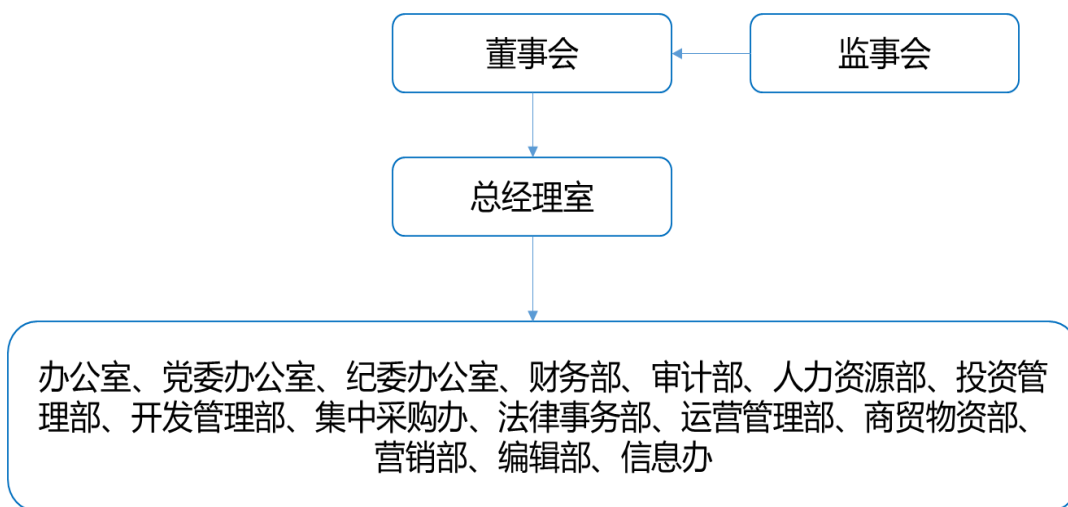 董事会
监事会
总经理室
办公室、党委办公室、纪委办公室、财务部、审计部、人力资源部、投资管
理部、开发管理部、集中采购办、法律事务部、运营管理部、商贸物资部、
营销部、编辑部、信息办